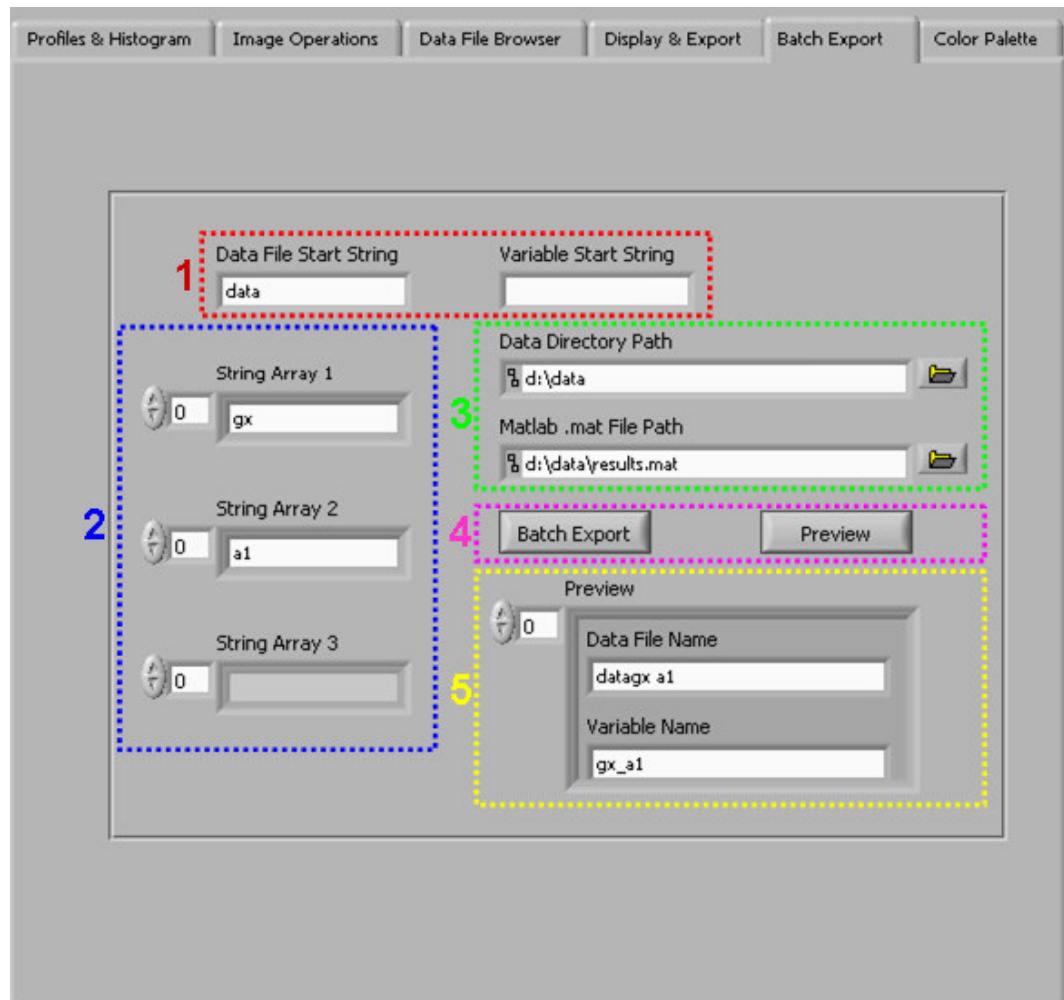 Profiles & Histogram
Image Operations
Data File Browser
Display & Export
Batch Export
Color Palette
1
Data File Start String
Variable Start String
data
2
String Array 1
0
gx
String Array 2
0
a1
String Array 3
0
3
Data Directory Path
d:\data
Matlab .mat File Path
d:\data\results.mat
4
Batch Export
Preview
5
Preview
0
Data File Name
datagx a1
Variable Name
gx_a1